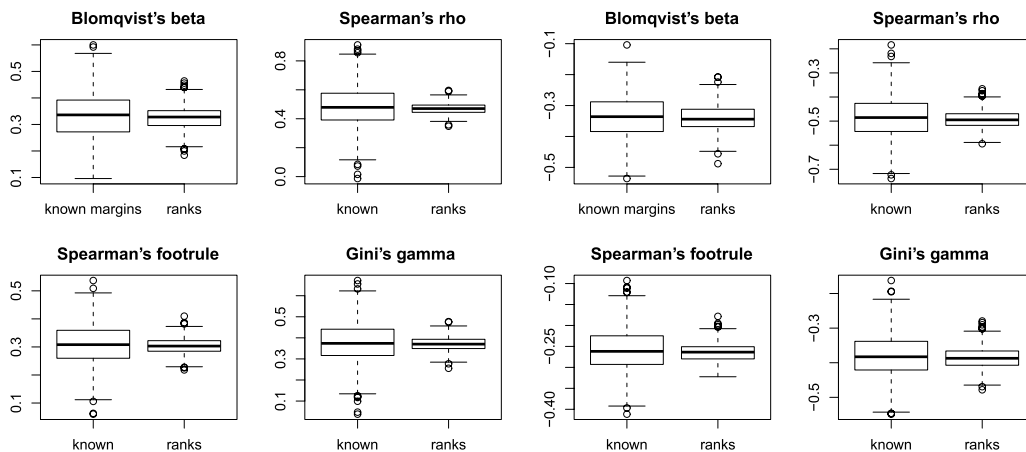 Blomqvist's beta
0.1 0.3 0.5
known margins ranks
Spearman's rho
0.0 0.4 0.8
known ranks
Blomqvist's beta
−0.5 −0.3 −0.1
known margins ranks
Spearman's rho
−0.7 −0.5 −0.3
known ranks
Spearman's footrule
0.1 0.3 0.5
known ranks
Gini's gamma
0.1 0.3 0.5
known ranks
Spearman's footrule
−0.40 −0.25 −0.10
known ranks
Gini's gamma
−0.5 −0.3
known ranks